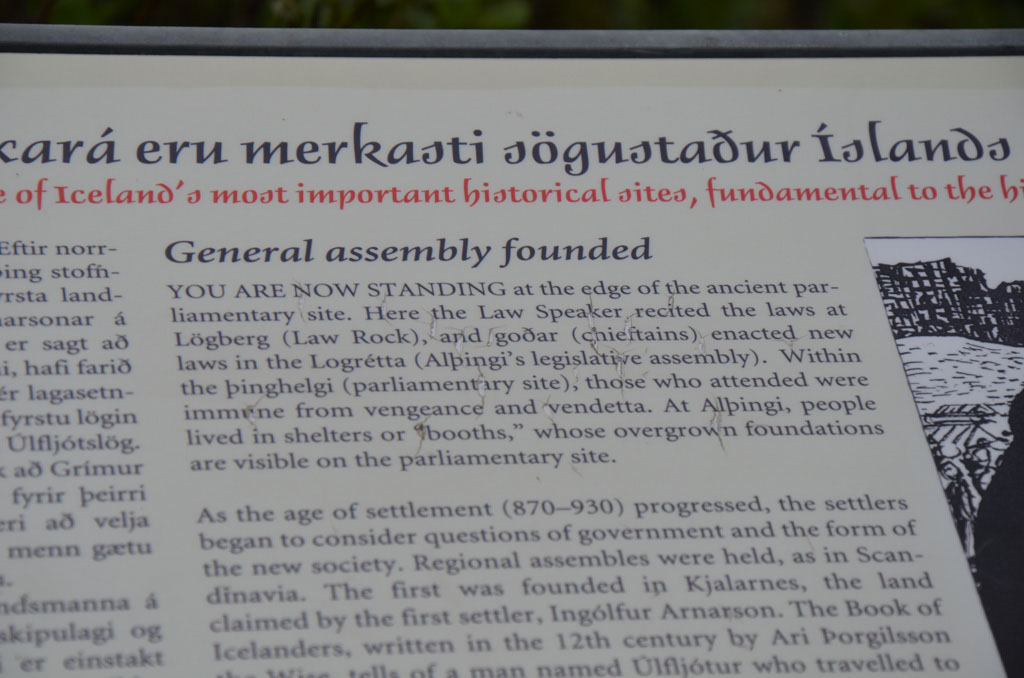 kará eru merkasti sögustaður Íslands
e of Iceland's most important historical sites, fundamental to the hi
Eftir norr-
þing stofn-
yrsta land-
narsonar á
er sagt að
i, hafi farið
ér lagasetn-
fyrstu lögin
Úlfljótslög.
k að Grímur
fyrir þeirri
eri að velja
menn gætu
a.
ndsmanna á
skipulagi og
i er einstakt
General assembly founded
YOU ARE NOW STANDING at the edge of the ancient par-
liamentary site. Here the Law Speaker recited the laws at
Lögberg (Law Rock), and goðar (chieftains) enacted new
laws in the Logrétta (Alþingi's legislative assembly). Within
the þinghelgi (parliamentary site), those who attended were
immune from vengeance and vendetta. At Alþingi, people
lived in shelters or "booths," whose overgrown foundations
are visible on the parliamentary site.
As the age of settlement (870–930) progressed, the settlers
began to consider questions of government and the form of
the new society. Regional assembles were held, as in Scan-
dinavia. The first was founded in Kjalarnes, the land
claimed by the first settler, Ingólfur Arnarson. The Book of
Icelanders, written in the 12th century by Ari Þorgilsson
the Wise, tells of a man named Úlfljótur who travelled to